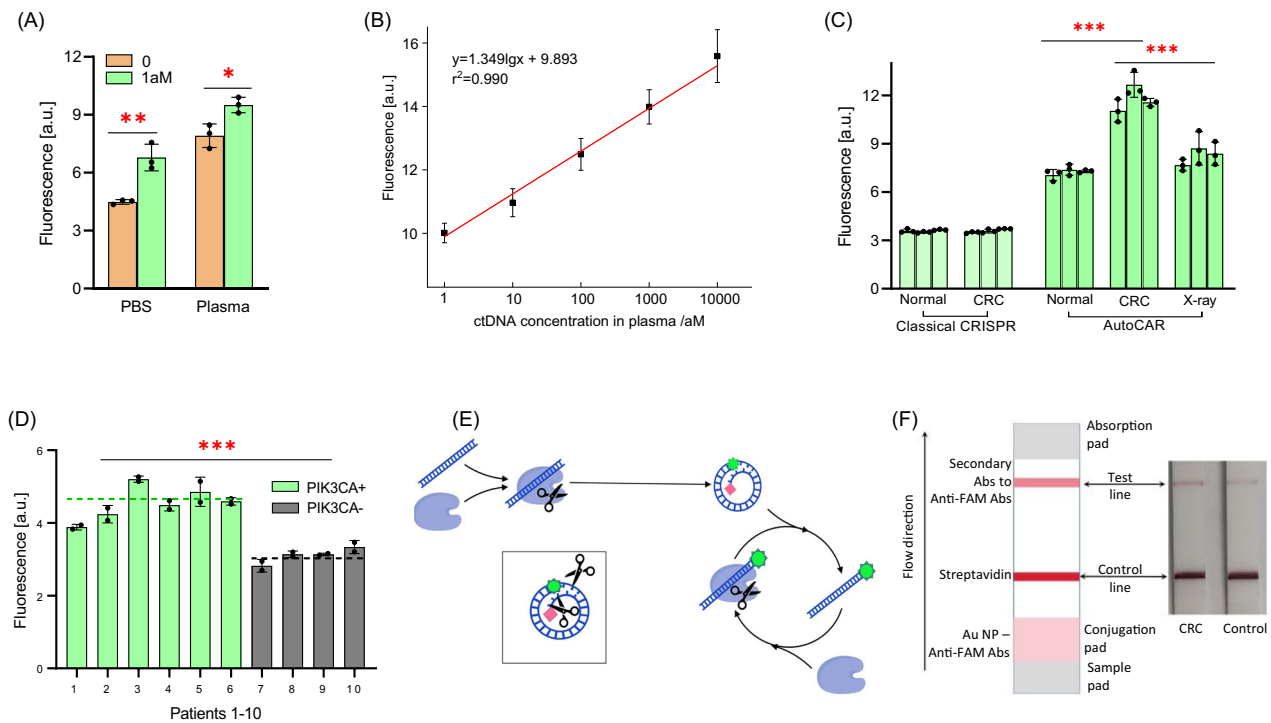 (A)
Fluorescence [a.u.]
12
9
6
3
0
0
1aM
**
*
PBS
Plasma
(B)
Fluorescence [a.u.]
16
14
12
10
y=1.349lgx + 9.893
r²=0.990
1
10
100
1000
10000
ctDNA concentration in plasma /aM
(C)
Fluorescence [a.u.]
12
9
6
3
0
***
***
Normal
CRC
Normal
CRC
X-ray
Classical CRISPR
AutoCAR
(D)
Fluorescence [a.u.]
6
4
2
0
***
PIK3CA+
PIK3CA-
1
2
3
4
5
6
7
8
9
10
Patients 1-10
(E)
(F)
Flow direction
Absorption
pad
Secondary
Abs to
Anti-FAM Abs
Test
line
Streptavidin
Control
line
Au NP –
Anti-FAM Abs
Conjugation
pad
Sample
pad
CRC
Control